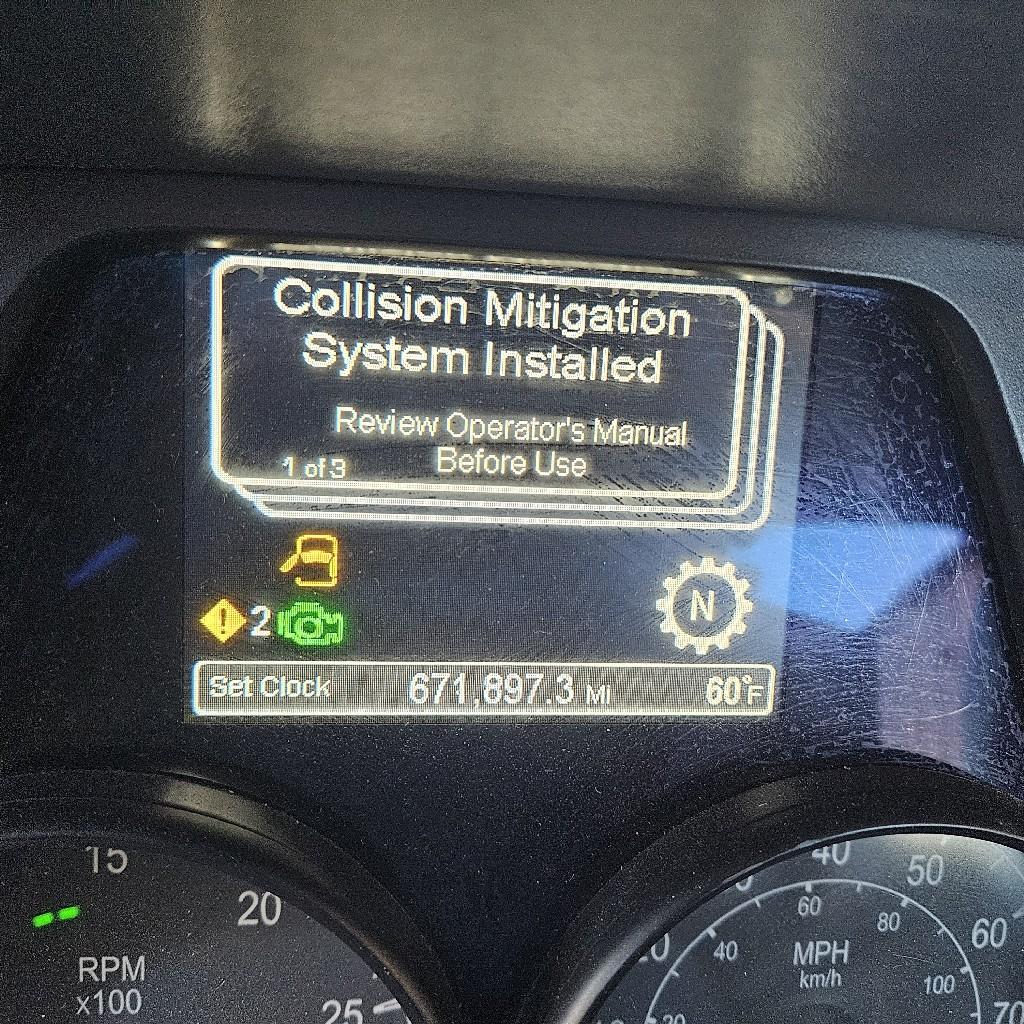 Collision Mitigation
System Installed
Review Operator's Manual
Before Use
1 of 3
N
2
Set Clock 671,897.3 MI 60°F
15
20
25
RPM
x100
40
50
60
70
60
80
40
100
20
MPH
km/h